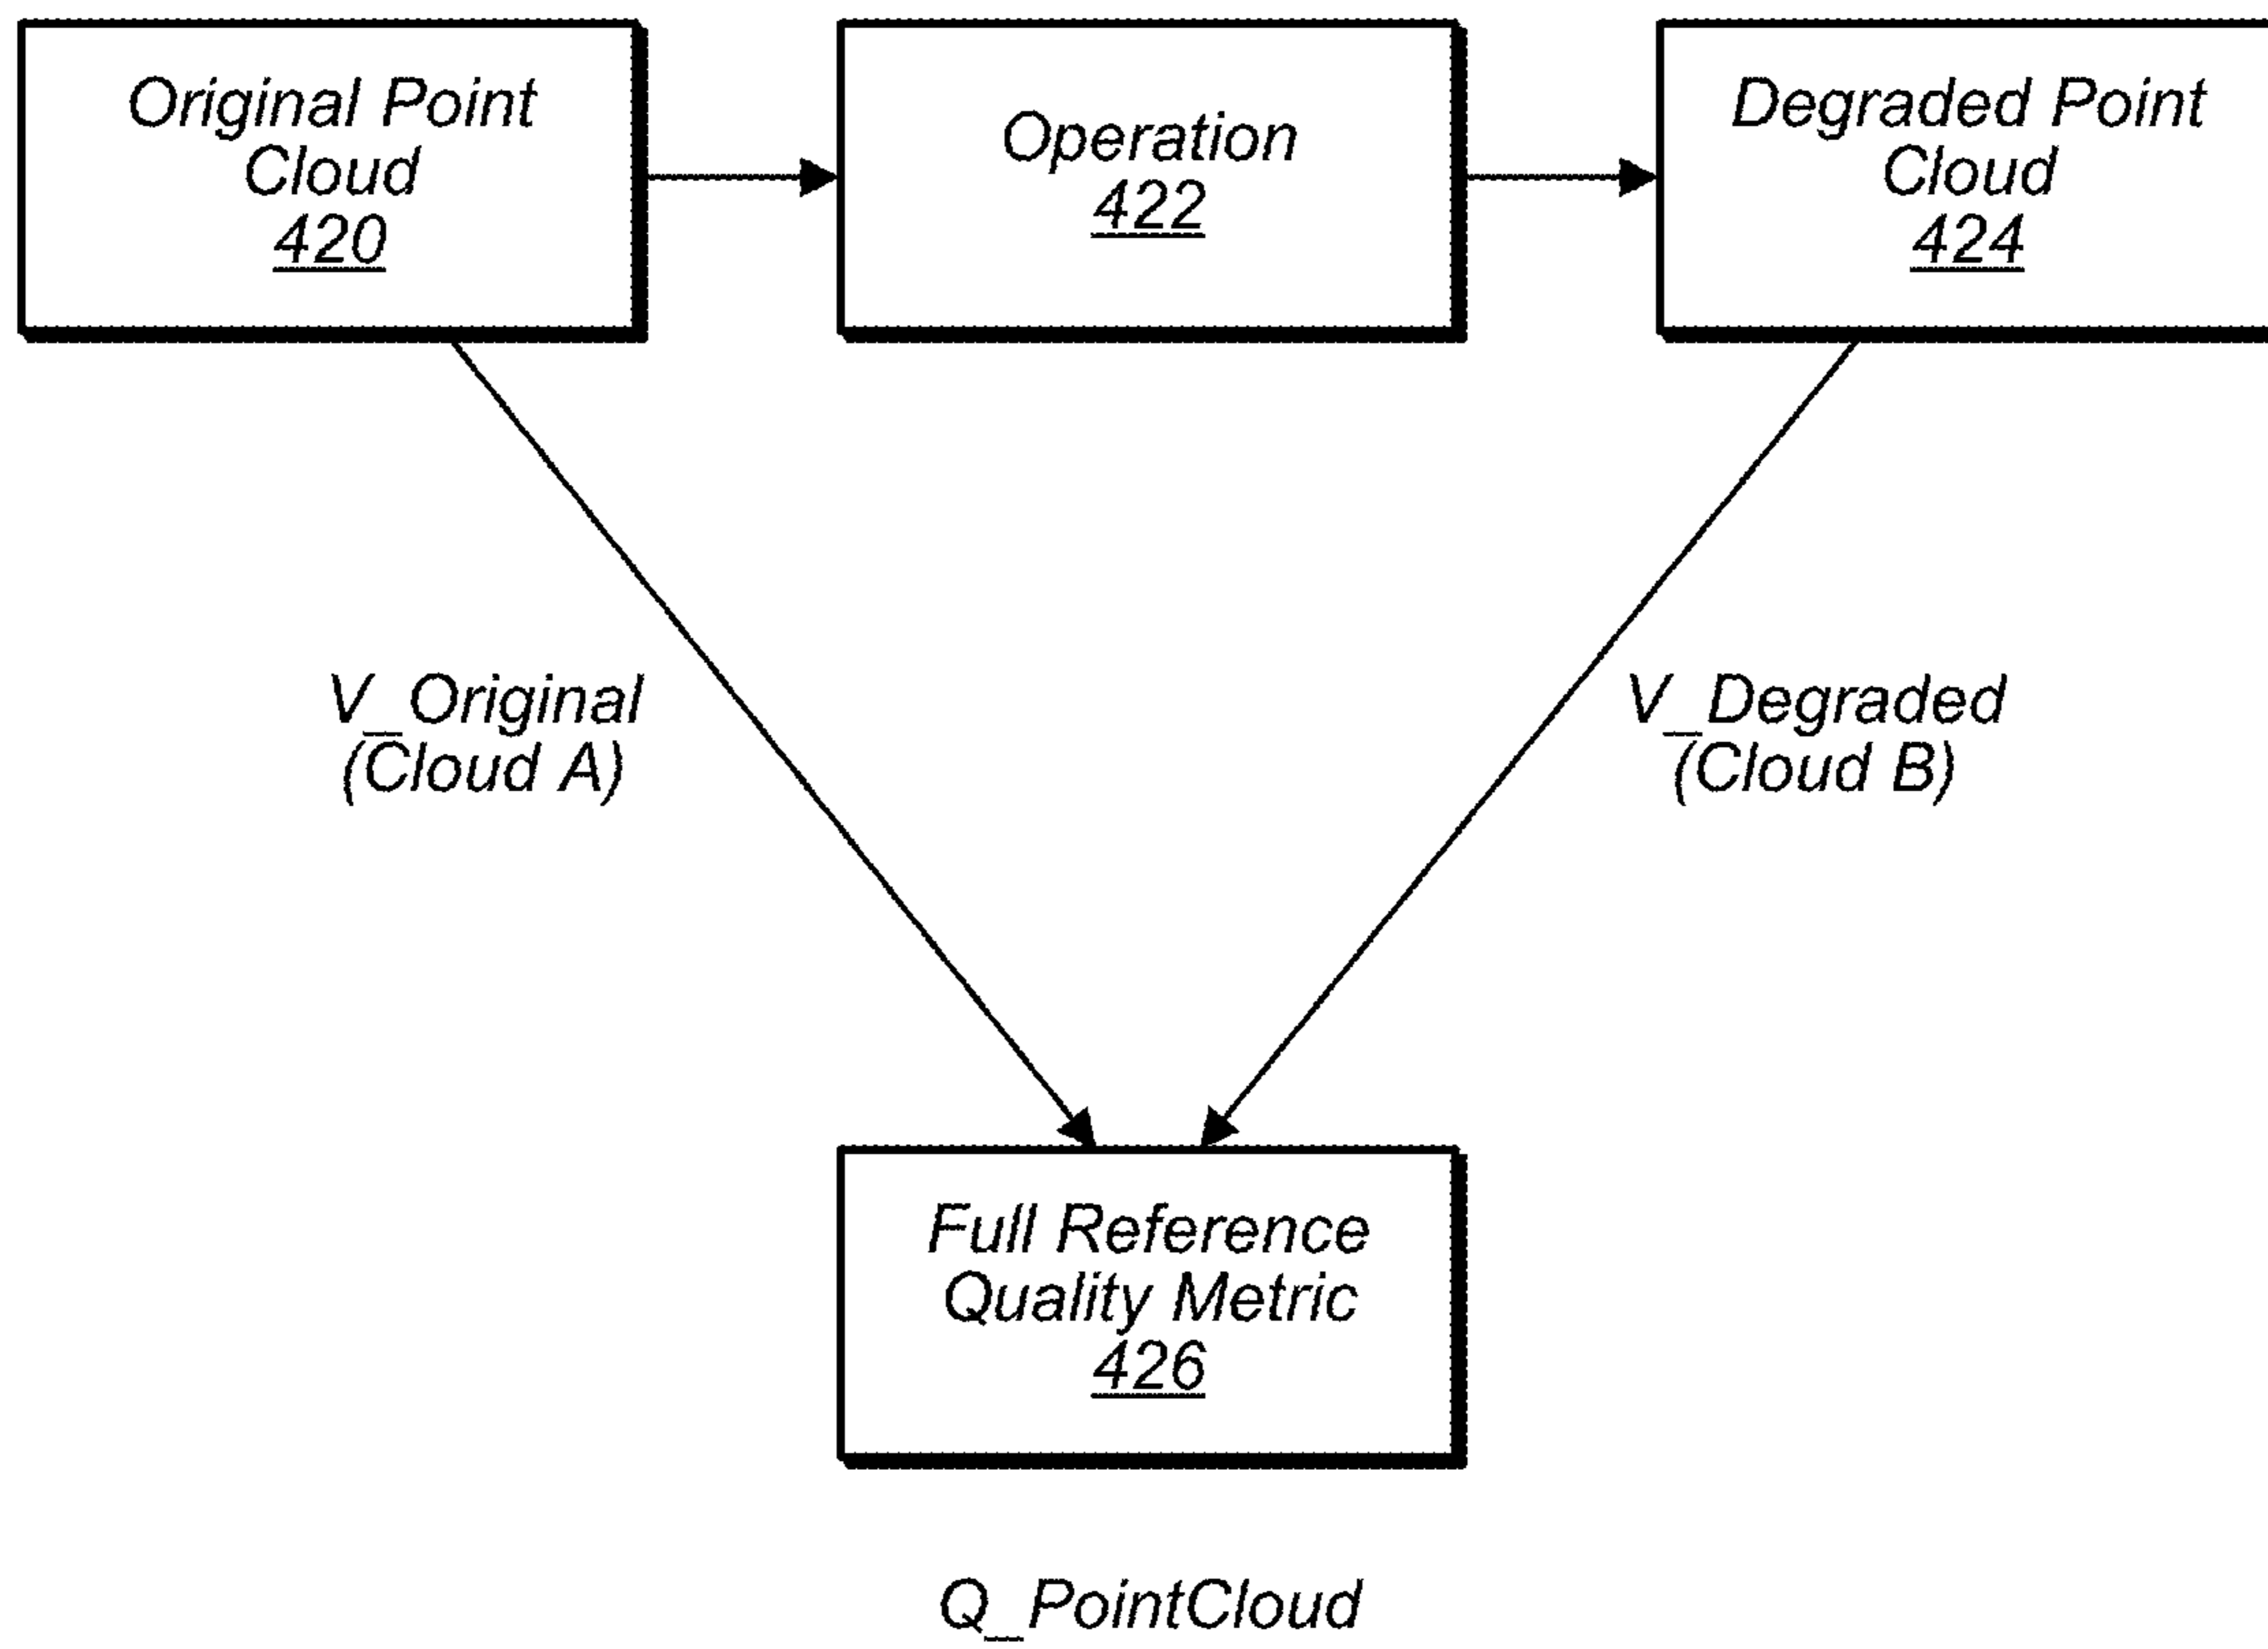 Original Point
Cloud
420
Operation
422
Degraded Point
Cloud
424
V_Original
(Cloud A)
V_Degraded
(Cloud B)
Full Reference
Quality Metric
426
Q_PointCloud